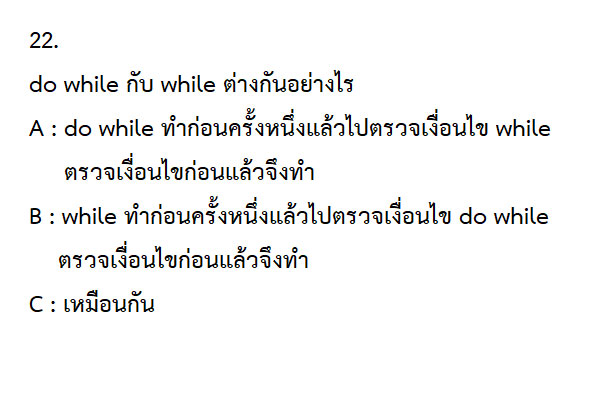 22.
do while กับ while ต่างกันอย่างไร
A : do while ทำก่อนครั้งหนึ่งแล้วไปตรวจเงื่อนไข while
ตรวจเงื่อนไขก่อนแล้วจึงทำ
B : while ทำก่อนครั้งหนึ่งแล้วไปตรวจเงื่อนไข do while
ตรวจเงื่อนไขก่อนแล้วจึงทำ
C : เหมือนกัน